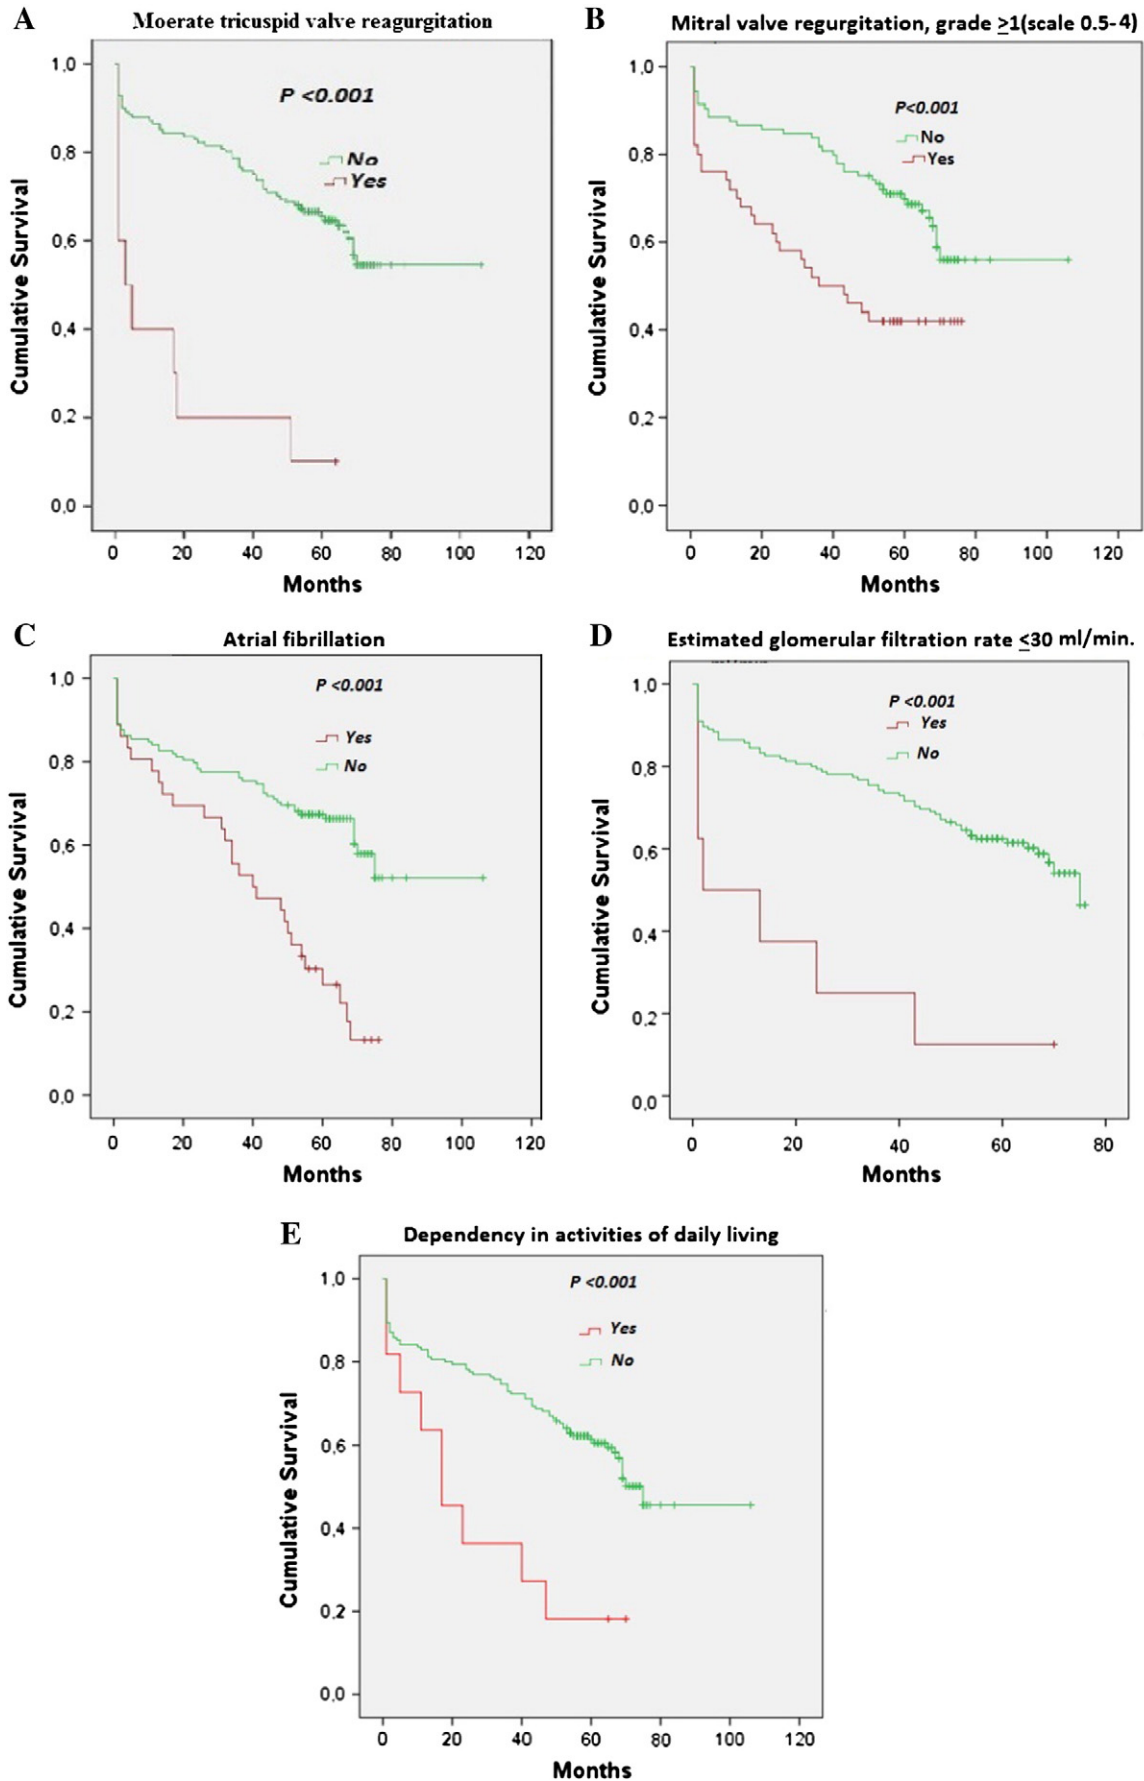 A
Moerate tricuspid valve reagurgitation
P <0.001
No
Yes
1,0
0,8
0,6
0,4
0,2
0,0
Cumulative Survival
0 20 40 60 80 100 120
Months
B
Mitral valve regurgitation, grade ≥1(scale 0.5-4)
P<0.001
No
Yes
1,0
0,8
0,6
0,4
0,2
0,0
Cumulative Survival
0 20 40 60 80 100 120
Months
C
Atrial fibrillation
P <0.001
Yes
No
1,0
0,8
0,6
0,4
0,2
0,0
Cumulative Survival
0 20 40 60 80 100 120
Months
D
Estimated glomerular filtration rate ≤30 ml/min.
P <0.001
Yes
No
1,0
0,8
0,6
0,4
0,2
0,0
Cumulative Survival
0 20 40 60 80
Months
E
Dependency in activities of daily living
P <0.001
Yes
No
1,0
0,8
0,6
0,4
0,2
0,0
Cumulative Survival
0 20 40 60 80 100 120
Months